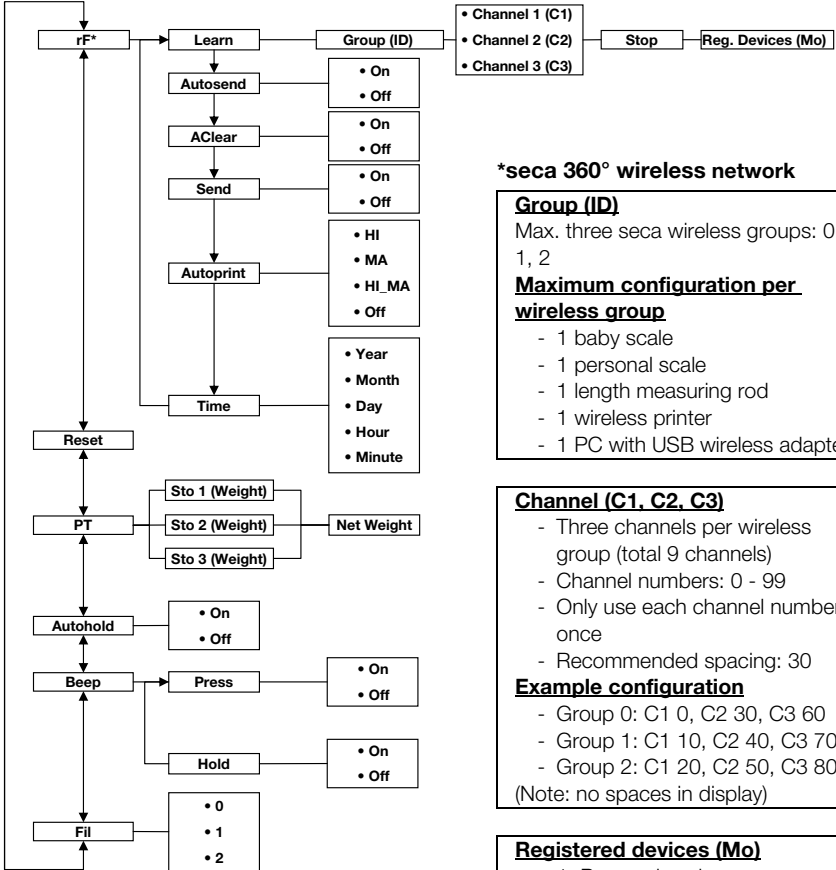 rF*
Learn
Group (ID)
• Channel 1 (C1)
• Channel 2 (C2)
• Channel 3 (C3)
Stop
Reg. Devices (Mo)
Autosend
• On
• Off
AClear
• On
• Off
Send
• On
• Off
Autoprint
• HI
• MA
• HI_MA
• Off
Time
• Year
• Month
• Day
• Hour
• Minute
Reset
PT
Sto 1 (Weight)
Sto 2 (Weight)
Sto 3 (Weight)
Net Weight
Autohold
• On
• Off
Beep
Press
• On
• Off
Hold
• On
• Off
Fil
• 0
• 1
• 2
*seca 360° wireless network
Group (ID)
Max. three seca wireless groups: 0
1, 2
Maximum configuration per
wireless group
- 1 baby scale
- 1 personal scale
- 1 length measuring rod
- 1 wireless printer
- 1 PC with USB wireless adapte
Channel (C1, C2, C3)
- Three channels per wireless
group (total 9 channels)
- Channel numbers: 0 - 99
- Only use each channel number
once
- Recommended spacing: 30
Example configuration
- Group 0: C1 0, C2 30, C3 60
- Group 1: C1 10, C2 40, C3 70
- Group 2: C1 20, C2 50, C3 80
(Note: no spaces in display)
Registered devices (Mo)